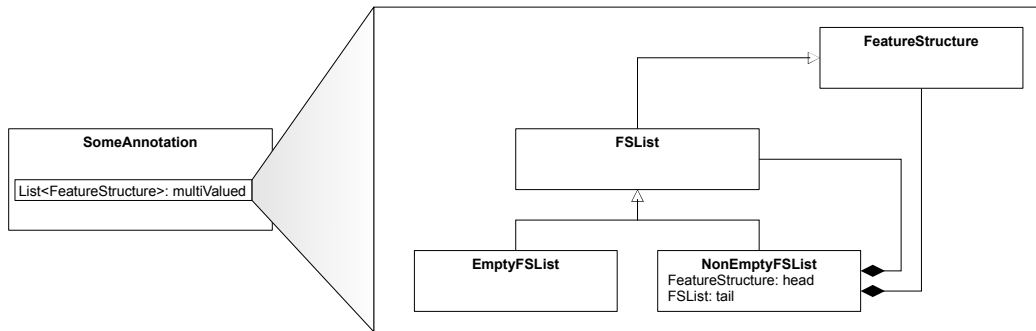 FeatureStructure
SomeAnnotation
List<FeatureStructure>: multiValued
FSList
EmptyFSList
NonEmptyFSList
FeatureStructure: head
FSList: tail